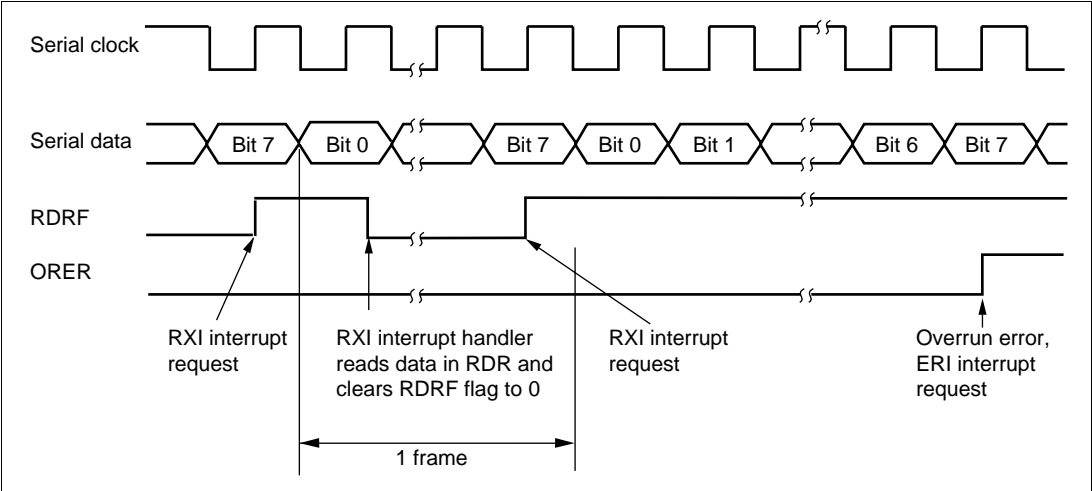 Serial clock
Serial data
Bit 7 Bit 0 Bit 7 Bit 0 Bit 1 Bit 6 Bit 7
RDRF
ORER
RXI interrupt
request
RXI interrupt handler
reads data in RDR and
clears RDRF flag to 0
RXI interrupt
request
Overrun error,
ERI interrupt
request
1 frame